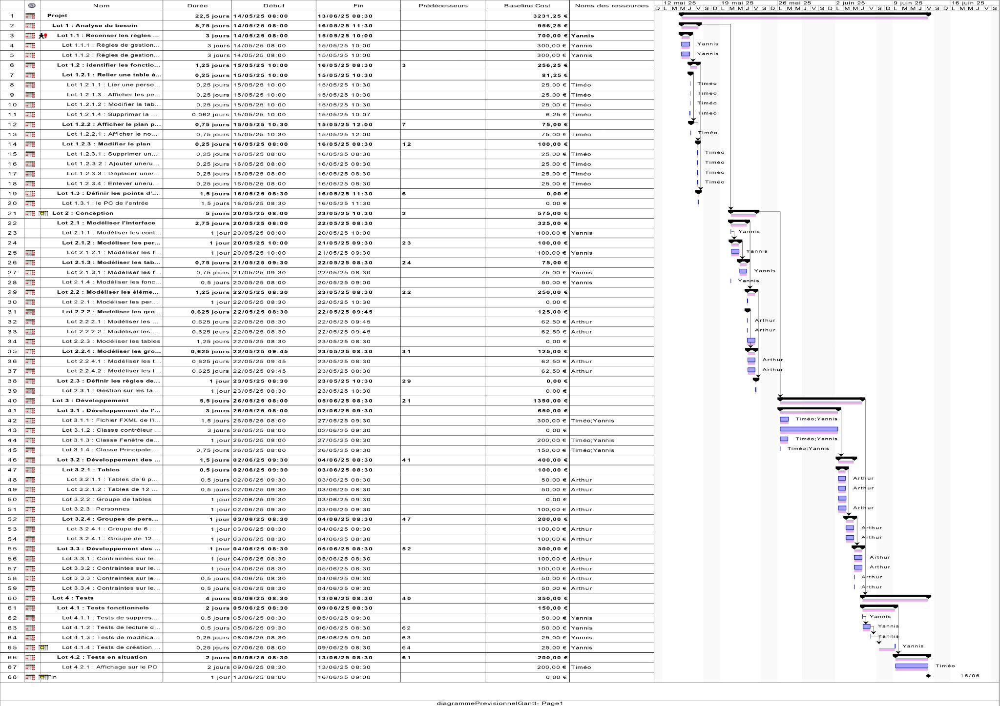 Nom Durée Début Fin Prédécesseurs Baseline Cost Noms des ressources 12 mai 25 19 mai 25 26 mai 25 2 juin 25 9 juin 25 16 juin 25
D L M M J V S D L M M J V S D L M M J V S D L M M J V S D L M M J V S D L M M J V S
1 Projet 22,5 jours 14/05/25 08:00 13/06/25 08:30 3231,25 €
2 Lot 1 : Analyse du besoin 5,75 jours 14/05/25 08:00 16/05/25 11:30 956,25 €
3 Lot 1.1 : Recenser les règles ... 3 jours 14/05/25 08:00 15/05/25 10:00 700,00 € Yannis
4 Lot 1.1.1 : Règles de gestion... 3 jours 14/05/25 08:00 15/05/25 10:00 300,00 € Yannis Yannis
5 Lot 1.1.2 : Règles de gestion... 3 jours 14/05/25 08:00 15/05/25 10:00 300,00 € Yannis Yannis
6 Lot 1.2 : identifier les fonctio... 1,25 jours 15/05/25 10:00 16/05/25 08:30 3 256,25 €
7 Lot 1.2.1 : Relier une table à... 0,25 jours 15/05/25 10:00 15/05/25 10:30 81,25 €
8 Lot 1.2.1.1 : Lier une perso... 0,25 jours 15/05/25 10:00 15/05/25 10:30 25,00 € Timéo Timéo
9 Lot 1.2.1.3 : Afficher les pe... 0,25 jours 15/05/25 10:00 15/05/25 10:30 25,00 € Timéo Timéo
10 Lot 1.2.1.2 : Modifier la tab... 0,25 jours 15/05/25 10:00 15/05/25 10:30 25,00 € Timéo Timéo
11 Lot 1.2.1.4 : Supprimer la ... 0,062 jours 15/05/25 10:00 15/05/25 10:07 6,25 € Timéo Timéo
12 Lot 1.2.2 : Afficher le plan p... 0,75 jours 15/05/25 10:30 15/05/25 12:00 7 75,00 €
13 Lot 1.2.2.1 : Afficher le no... 0,75 jours 15/05/25 10:30 15/05/25 12:00 75,00 € Timéo Timéo
14 Lot 1.2.3 : Modifier le plan 0,25 jours 16/05/25 08:00 16/05/25 08:30 12 100,00 €
15 Lot 1.2.3.1 : Supprimer un... 0,25 jours 16/05/25 08:00 16/05/25 08:30 25,00 € Timéo Timéo
16 Lot 1.2.3.2 : Ajouter une/u... 0,25 jours 16/05/25 08:00 16/05/25 08:30 25,00 € Timéo Timéo
17 Lot 1.2.3.3 : Déplacer une/... 0,25 jours 16/05/25 08:00 16/05/25 08:30 25,00 € Timéo Timéo
18 Lot 1.2.3.4 : Enlever une/u... 0,25 jours 16/05/25 08:00 16/05/25 08:30 25,00 € Timéo Timéo
19 Lot 1.3 : Définir les points d'... 1,5 jours 16/05/25 08:30 16/05/25 11:30 6 0,00 €
20 Lot 1.3.1 : le PC de l'entrée 1,5 jours 16/05/25 08:30 16/05/25 11:30 0,00 €
21 Lot 2 : Conception 5 jours 20/05/25 08:00 23/05/25 10:30 2 575,00 €
22 Lot 2.1 : Modéliser l'interface 2,75 jours 20/05/25 08:00 22/05/25 08:30 325,00 €
23 Lot 2.1.1 : Modéliser les cont... 1 jour 20/05/25 08:00 20/05/25 10:00 100,00 € Yannis Yannis
24 Lot 2.1.2 : Modéliser les per... 1 jour 20/05/25 10:00 21/05/25 09:30 23 100,00 €
25 Lot 2.1.2.1 : Modéliser les f... 1 jour 20/05/25 10:00 21/05/25 09:30 100,00 € Yannis Yannis
26 Lot 2.1.3 : Modéliser les tab... 0,75 jours 21/05/25 09:30 22/05/25 08:30 24 75,00 €
27 Lot 2.1.3.1 : Modéliser les f... 0,75 jours 21/05/25 09:30 22/05/25 08:30 75,00 € Yannis Yannis
28 Lot 2.1.4 : Modéliser les fonc... 0,5 jours 20/05/25 08:00 20/05/25 09:00 50,00 € Yannis Yannis
29 Lot 2.2 : Modéliser les éléme... 1,25 jours 22/05/25 08:30 23/05/25 08:30 22 250,00 €
30 Lot 2.2.1 : Modéliser les per... 1 jour 22/05/25 08:30 22/05/25 10:30 0,00 €
31 Lot 2.2.2 : Modéliser les gro... 0,625 jours 22/05/25 08:30 22/05/25 09:45 125,00 €
32 Lot 2.2.2.1 : Modéliser les ... 0,625 jours 22/05/25 08:30 22/05/25 09:45 62,50 € Arthur Arthur
33 Lot 2.2.2.2 : Modéliser les ... 0,625 jours 22/05/25 08:30 22/05/25 09:45 62,50 € Arthur Arthur
34 Lot 2.2.3 : Modéliser les tables 1,25 jours 22/05/25 08:30 23/05/25 08:30 0,00 €
35 Lot 2.2.4 : Modéliser les gro... 0,625 jours 22/05/25 09:45 23/05/25 08:30 31 125,00 €
36 Lot 2.2.4.1 : Modéliser les t... 0,625 jours 22/05/25 09:45 23/05/25 08:30 62,50 € Arthur Arthur
37 Lot 2.2.4.2 : Modéliser les t... 0,625 jours 22/05/25 09:45 23/05/25 08:30 62,50 € Arthur Arthur
38 Lot 2.3 : Définir les règles de... 1 jour 23/05/25 08:30 23/05/25 10:30 29 0,00 €
39 Lot 2.3.1 : Gestion sur les ta... 1 jour 23/05/25 08:30 23/05/25 10:30 0,00 €
40 Lot 3 : Développement 5,5 jours 26/05/25 08:00 05/06/25 08:30 21 1350,00 €
41 Lot 3.1 : Développement de l'... 3 jours 26/05/25 08:00 02/06/25 09:30 650,00 €
42 Lot 3.1.1 : Fichier FXML de l'i... 1,5 jours 26/05/25 08:00 27/05/25 09:30 300,00 € Timéo;Yannis Timéo;Yannis
43 Lot 3.1.2 : Classe contrôleur ... 3 jours 26/05/25 08:00 02/06/25 09:30 0,00 €
44 Lot 3.1.3 : Classe Fenêtre de... 1 jour 26/05/25 08:00 27/05/25 08:30 200,00 € Timéo;Yannis Timéo;Yannis
45 Lot 3.1.4 : Classe Principale ... 0,75 jours 26/05/25 08:00 26/05/25 09:30 150,00 € Timéo;Yannis Timéo;Yannis
46 Lot 3.2 : Développement des ... 1,5 jours 02/06/25 09:30 04/06/25 08:30 41 400,00 €
47 Lot 3.2.1 : Tables 0,5 jours 02/06/25 09:30 03/06/25 08:30 100,00 €
48 Lot 3.2.1.1 : Tables de 6 p... 0,5 jours 02/06/25 09:30 03/06/25 08:30 50,00 € Arthur Arthur
49 Lot 3.2.1.2 : Tables de 12 ... 0,5 jours 02/06/25 09:30 03/06/25 08:30 50,00 € Arthur Arthur
50 Lot 3.2.2 : Groupe de tables 1 jour 02/06/25 09:30 03/06/25 09:30 0,00 €
51 Lot 3.2.3 : Personnes 1 jour 02/06/25 09:30 03/06/25 09:30 100,00 € Arthur Arthur
52 Lot 3.2.4 : Groupes de pers... 1 jour 03/06/25 08:30 04/06/25 08:30 47 200,00 €
53 Lot 3.2.4.1 : Groupe de 6 ... 1 jour 03/06/25 08:30 04/06/25 08:30 100,00 € Arthur Arthur
54 Lot 3.2.4.1 : Groupe de 12... 1 jour 03/06/25 08:30 04/06/25 08:30 100,00 € Arthur Arthur
55 Lot 3.3 : Développement des ... 1 jour 04/06/25 08:30 05/06/25 08:30 52 300,00 €
56 Lot 3.3.1 : Contraintes sur le... 1 jour 04/06/25 08:30 05/06/25 08:30 100,00 € Arthur Arthur
57 Lot 3.3.2 : Contraintes sur le... 1 jour 04/06/25 08:30 05/06/25 08:30 100,00 € Arthur Arthur
58 Lot 3.3.3 : Contraintes sur le... 0,5 jours 04/06/25 08:30 04/06/25 09:30 50,00 € Arthur Arthur
59 Lot 3.3.4 : Contraintes sur le... 0,5 jours 04/06/25 08:30 04/06/25 09:30 50,00 € Arthur Arthur
60 Lot 4 : Tests 4 jours 05/06/25 08:30 13/06/25 08:30 40 350,00 €
61 Lot 4.1 : Tests fonctionnels 2 jours 05/06/25 08:30 09/06/25 08:30 150,00 €
62 Lot 4.1.1 : Tests de suppres... 0,5 jours 05/06/25 08:30 05/06/25 09:30 50,00 € Yannis Yannis
63 Lot 4.1.2 : Tests de lecture d... 0,5 jours 05/06/25 09:30 06/06/25 08:30 62 50,00 € Yannis Yannis
64 Lot 4.1.3 : Tests de modifica... 0,25 jours 06/06/25 08:30 06/06/25 09:00 63 25,00 € Yannis Yannis
65 Lot 4.1.4 : Tests de création ... 0,25 jours 07/06/25 08:00 09/06/25 08:30 64 25,00 € Yannis Yannis
66 Lot 4.2 : Tests en situation 2 jours 09/06/25 08:30 13/06/25 08:30 61 200,00 €
67 Lot 4.2.1 : Affichage sur le PC 2 jours 09/06/25 08:30 13/06/25 08:30 200,00 € Timéo Timéo
68 Fin 1 jour 13/06/25 08:00 16/06/25 09:00 0,00 € 16/06
diagrammePrevisionnelGantt- Page1